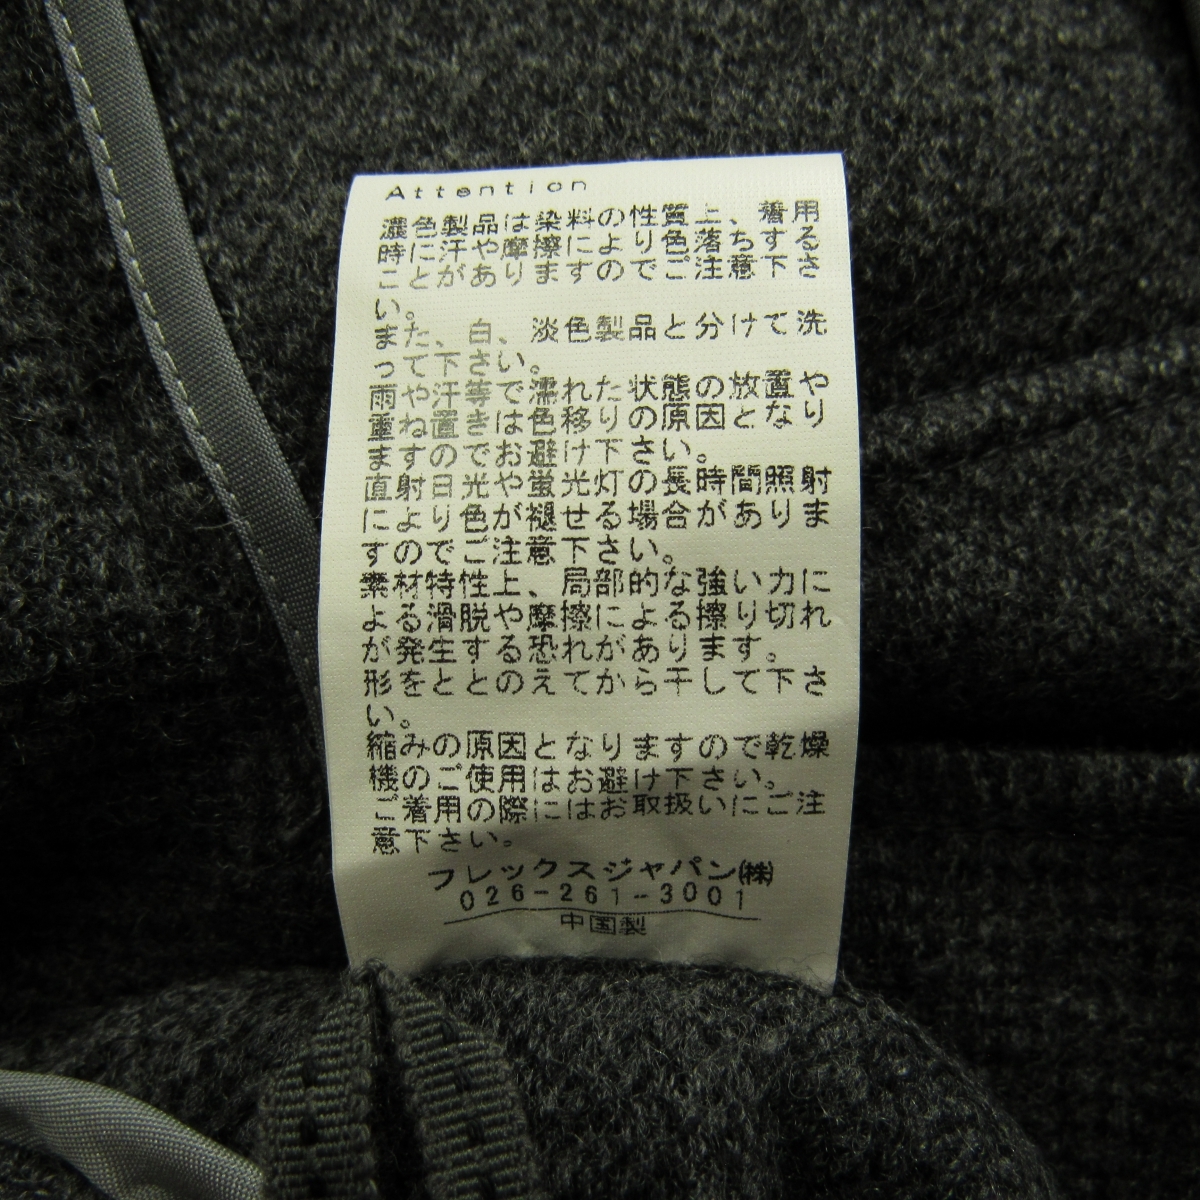 Attention
濃色製品は染料の性質上、着用
時に汗や摩擦により色落ちする
ことがありますのでご注意下さ
い。
また、白、淡色製品と分けて洗
って下さい。
雨や汗等で濡れた状態の放置や
重ね置きは色移りの原因となり
ますのでお避け下さい。
直射日光や蛍光灯の長時間照射
により色が褪せる場合がありま
すのでご注意下さい。
素材特性上、局部的な強い力に
よる滑脱や摩擦による擦り切れ
が発生する恐れがあります。
形をととのえてから干して下さ
い。
縮みの原因となりますので乾燥
機のご使用はお避け下さい。
ご着用の際にはお取扱いにご注
意下さい。
フレックスジャパン㈱
026-261-3001
中国製